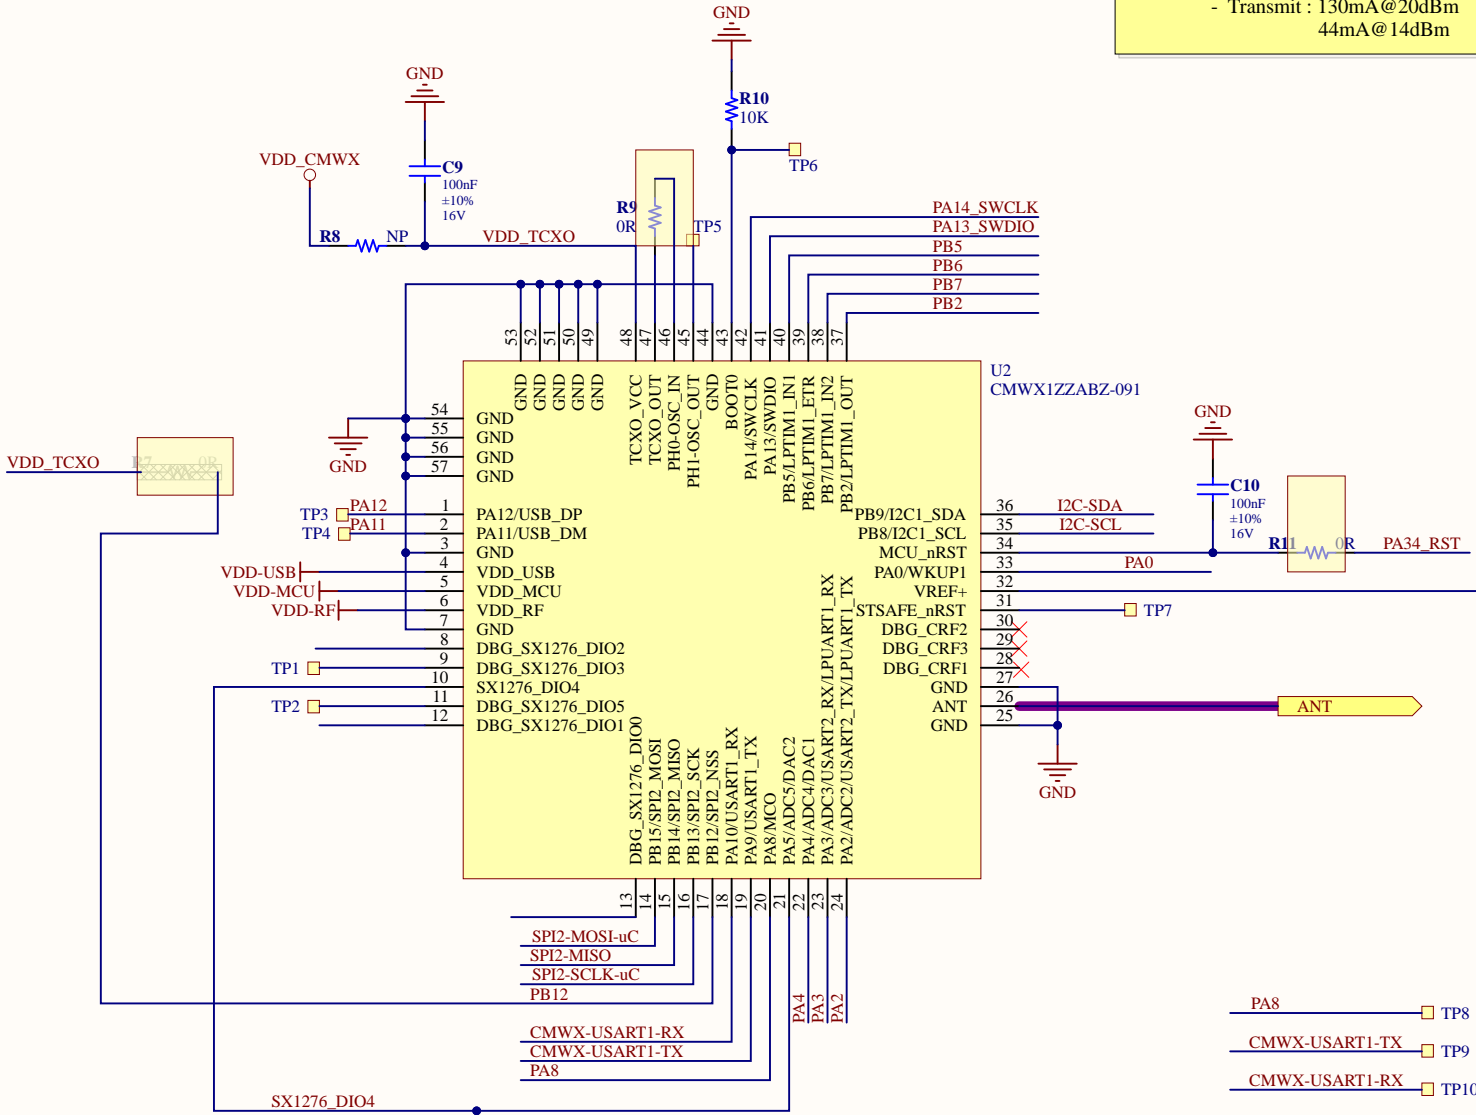 - Transmit : 130mA@20dBm
44mA@14dBm
GND
GND
R10
10K
TP6
VDD_CMWX
C9
100nF
±10%
16V
R8
NP
VDD_TCXO
R9
0R
TP5
PA14_SWCLK
PA13_SWDIO
PB5
PB6
PB7
PB2
53
52
51
50
49
48
47
46
45
44
43
42
41
40
39
38
37
GND
GND
GND
GND
GND
TCXO_VCC
TCXO_OUT
PH0-OSC_IN
PH1-OSC_OUT
GND
BOOT0
PA14/SWCLK
PA13/SWDIO
PB5/LPTIM1_IN1
PB6/LPTIM1_ETR
PB7/LPTIM1_IN2
PB2/LPTIM1_OUT
U2
CMWX1ZZABZ-091
54 GND
55 GND
56 GND
57 GND
GND
VDD_TCXO
R7
0R
TP3 PA12 1 PA12/USB_DP
TP4 PA11 2 PA11/USB_DM
3 GND
VDD-USB 4 VDD_USB
VDD-MCU 5 VDD_MCU
VDD-RF 6 VDD_RF
7 GND
8 DBG_SX1276_DIO2
TP1 9 DBG_SX1276_DIO3
10 SX1276_DIO4
TP2 11 DBG_SX1276_DIO5
12 DBG_SX1276_DIO1
GND
C10
100nF
±10%
16V
R11
0R
PA34_RST
PB9/I2C1_SDA 36 I2C-SDA
PB8/I2C1_SCL 35 I2C-SCL
MCU_nRST 34
PA0/WKUP1 33 PA0
VREF+ 32
STSAFE_nRST 31 TP7
DBG_CRF2 30
DBG_CRF3 29
DBG_CRF1 28
GND 27
ANT 26 ANT
GND 25
GND
DBG_SX1276_DIO0
PB15/SPI2_MOSI
PB14/SPI2_MISO
PB13/SPI2_SCK
PB12/SPI2_NSS
PA10/USART1_RX
PA9/USART1_TX
PA8/MCO
PA5/ADC5/DAC2
PA4/ADC4/DAC1
PA3/ADC3/USART2_RX/LPUART1_RX
PA2/ADC2/USART2_TX/LPUART1_TX
13
14
15
16
17
18
19
20
21
22
23
24
SPI2-MOSI-uC
SPI2-MISO
SPI2-SCLK-uC
PB12
PA4
PA3
PA2
CMWX-USART1-RX
CMWX-USART1-TX
PA8
SX1276_DIO4
PA8 TP8
CMWX-USART1-TX TP9
CMWX-USART1-RX TP10